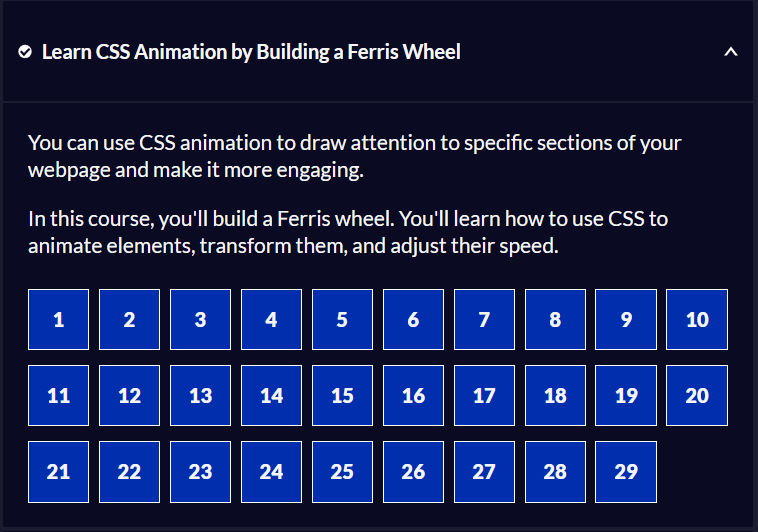 Learn CSS Animation by Building a Ferris Wheel
You can use CSS animation to draw attention to specific sections of your
webpage and make it more engaging.
In this course, you'll build a Ferris wheel. You'll learn how to use CSS to
animate elements, transform them, and adjust their speed.
1 2 3 4 5 6 7 8 9 10
11 12 13 14 15 16 17 18 19 20
21 22 23 24 25 26 27 28 29